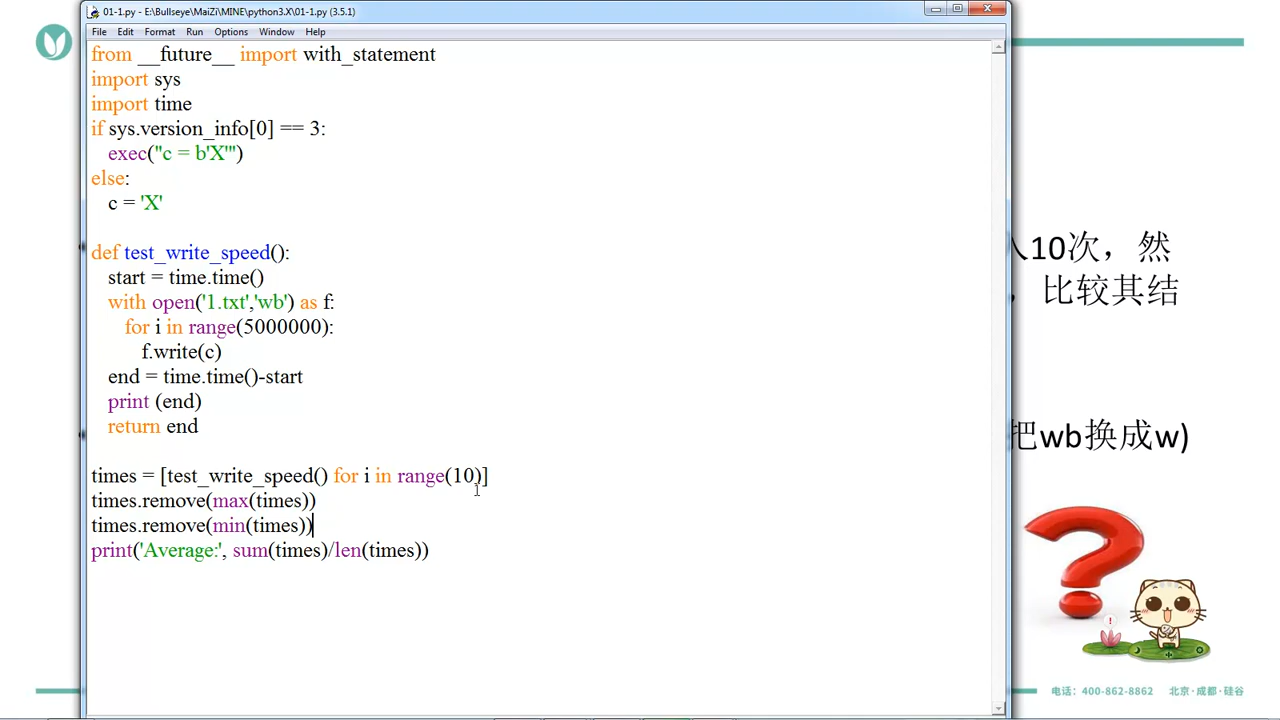 01-1.py - E:\Bullseye\MaiZi\MINE\python3.X\01-1.py (3.5.1)
File Edit Format Run Options Window Help
from __future__ import with_statement
import sys
import time
if sys.version_info[0] == 3:
    exec("c = b'X'")
else:
    c = 'X'
def test_write_speed():
    start = time.time()
    with open('1.txt','wb') as f:
        for i in range(5000000):
            f.write(c)
    end = time.time()-start
    print (end)
    return end
times = [test_write_speed() for i in range(10)]
times.remove(max(times))
times.remove(min(times))
print('Average:', sum(times)/len(times))
10次，然
，比较其结
把wb换成w)
电话：400-862-8862 北京·成都·硅谷